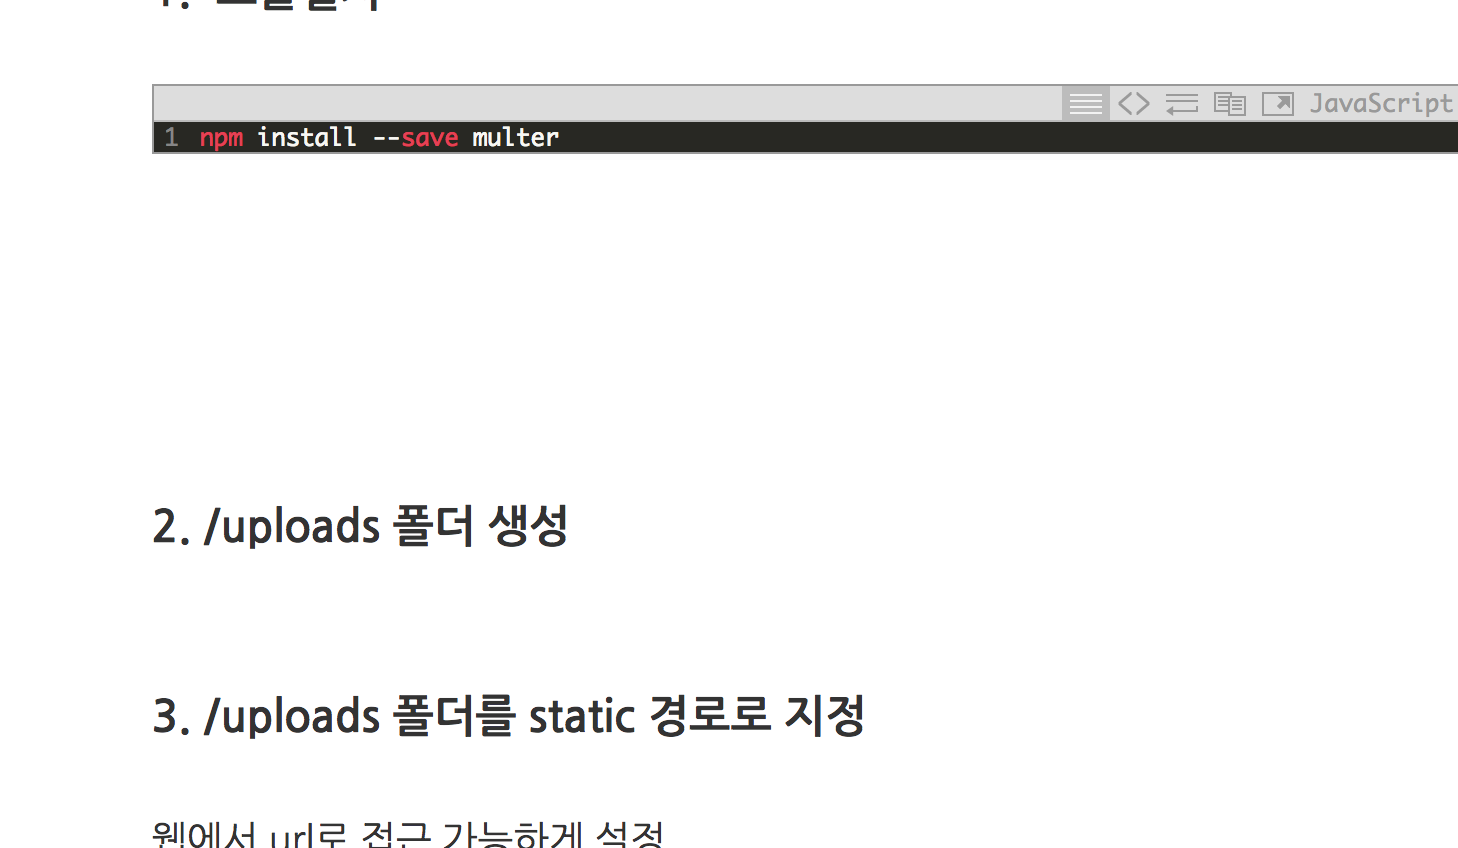 JavaScript
1 npm install --save multer
2. /uploads 폴더 생성
3. /uploads 폴더를 static 경로로 지정
웹에서 url로 접근 가능하게 설정